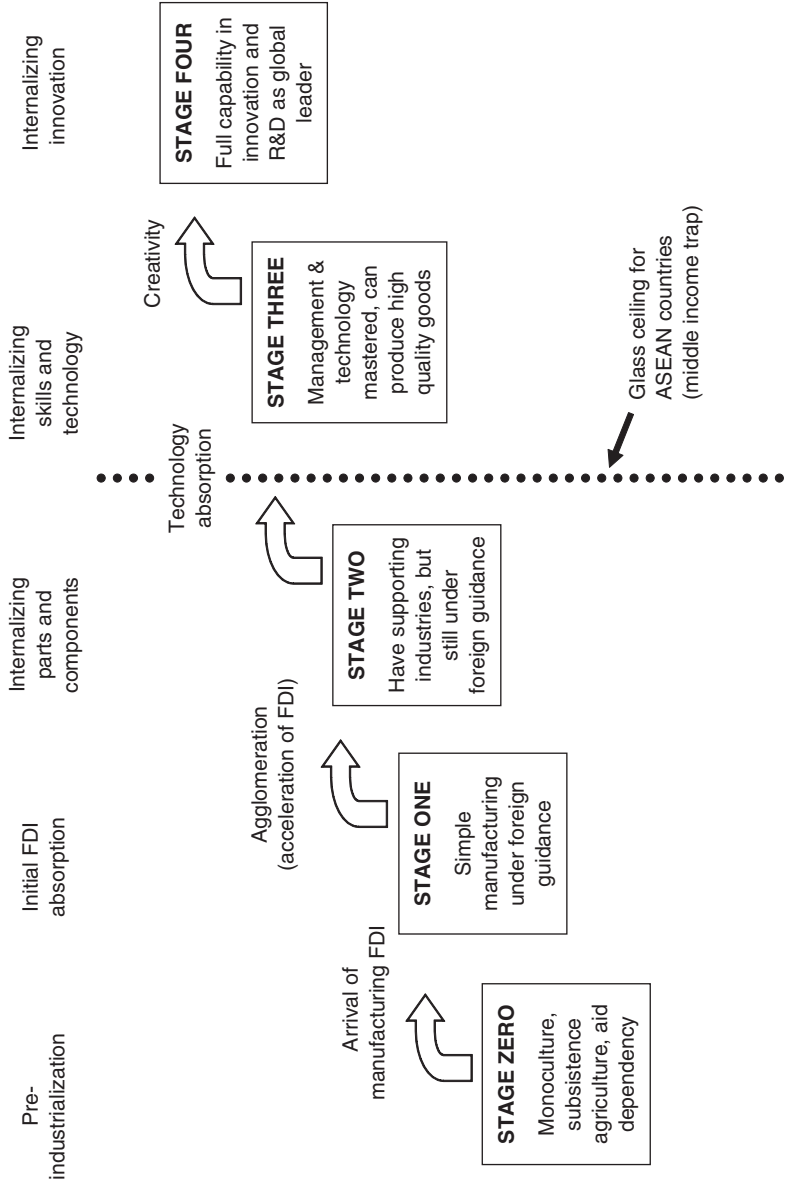 Pre-
industrialization
Initial FDI
absorption
Internalizing
parts and
components
Internalizing
skills and
technology
Internalizing
innovation
STAGE ZERO
Monoculture,
subsistence
agriculture, aid
dependency
Arrival of
manufacturing FDI
STAGE ONE
Simple
manufacturing
under foreign
guidance
Agglomeration
(acceleration of FDI)
STAGE TWO
Have supporting
industries, but
still under
foreign guidance
Technology
absorption
STAGE THREE
Management &
technology
mastered, can
produce high
quality goods
Creativity
STAGE FOUR
Full capability in
innovation and
R&D as global
leader
Glass ceiling for
ASEAN countries
(middle income trap)